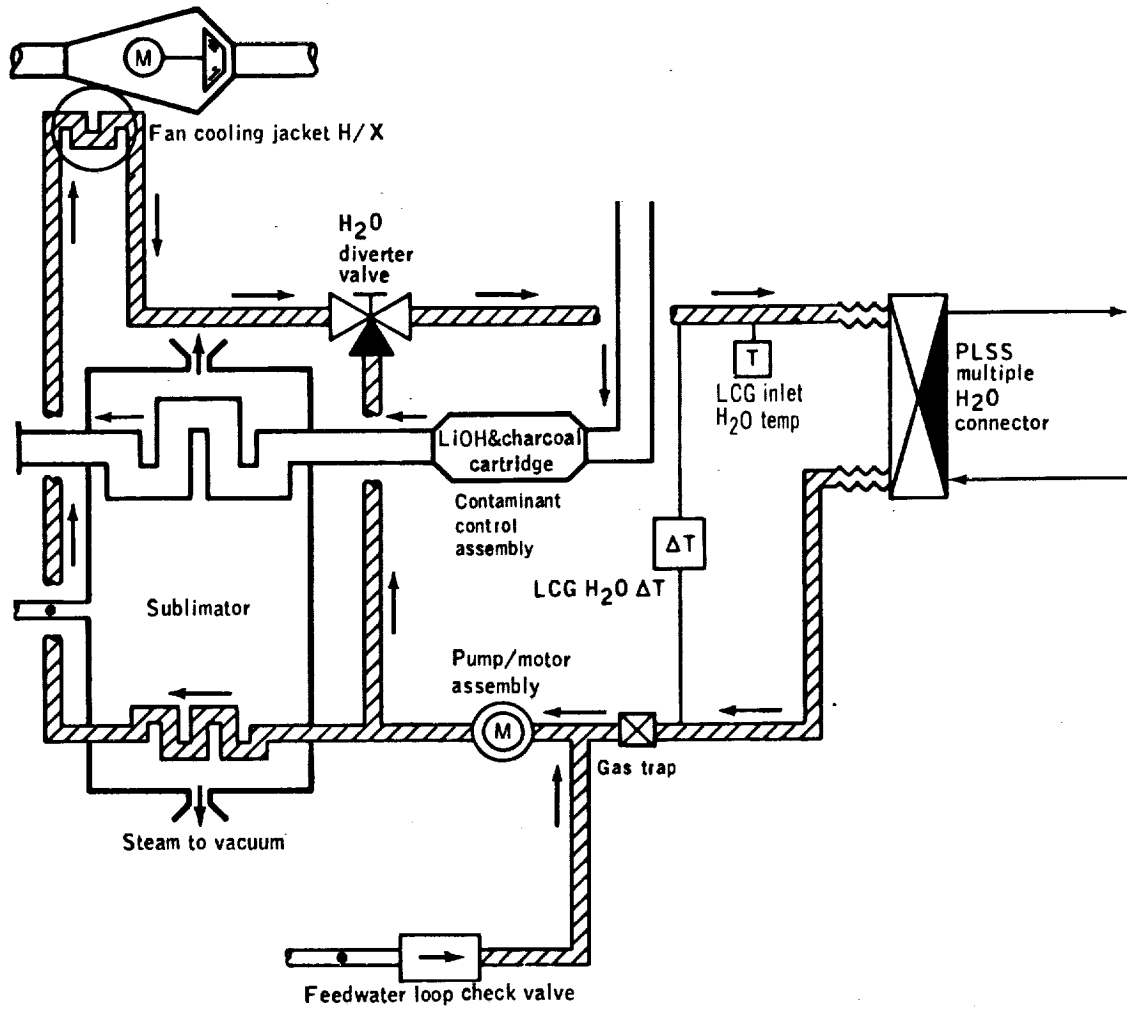 M
Fan cooling jacket H/X
H2O
diverter
valve
T
LCG inlet
H2O temp
PLSS
multiple
H2O
connector
LiOH&charcoal
cartridge
Contaminant
control
assembly
ΔT
LCG H2O ΔT
Sublimator
Pump/motor
assembly
M
Gas trap
Steam to vacuum
Feedwater loop check valve